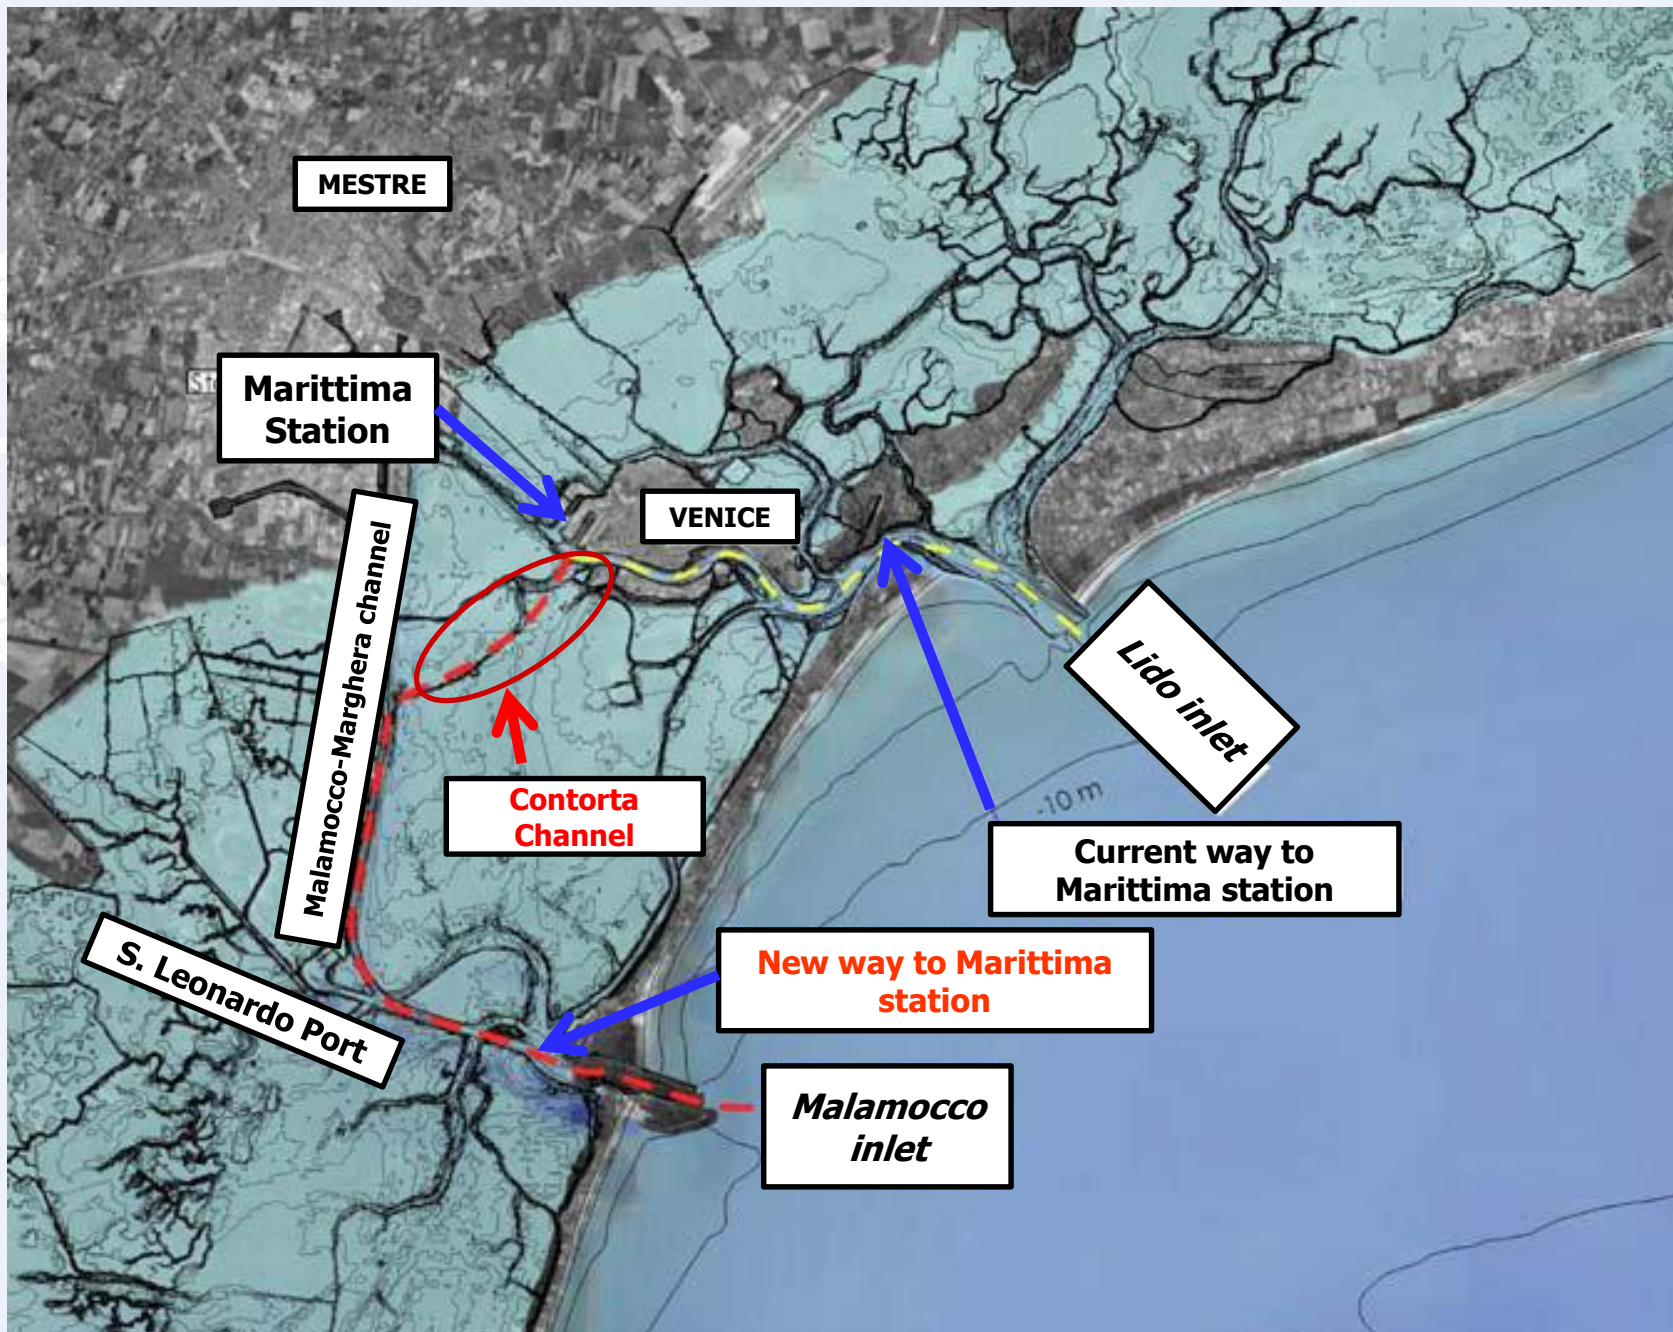 MESTRE
Marittima
Station
VENICE
Malamocco-Marghera channel
Lido inlet
Contorta
Channel
-10 m
Current way to
Marittima station
S. Leonardo Port
New way to Marittima
station
Malamocco
inlet